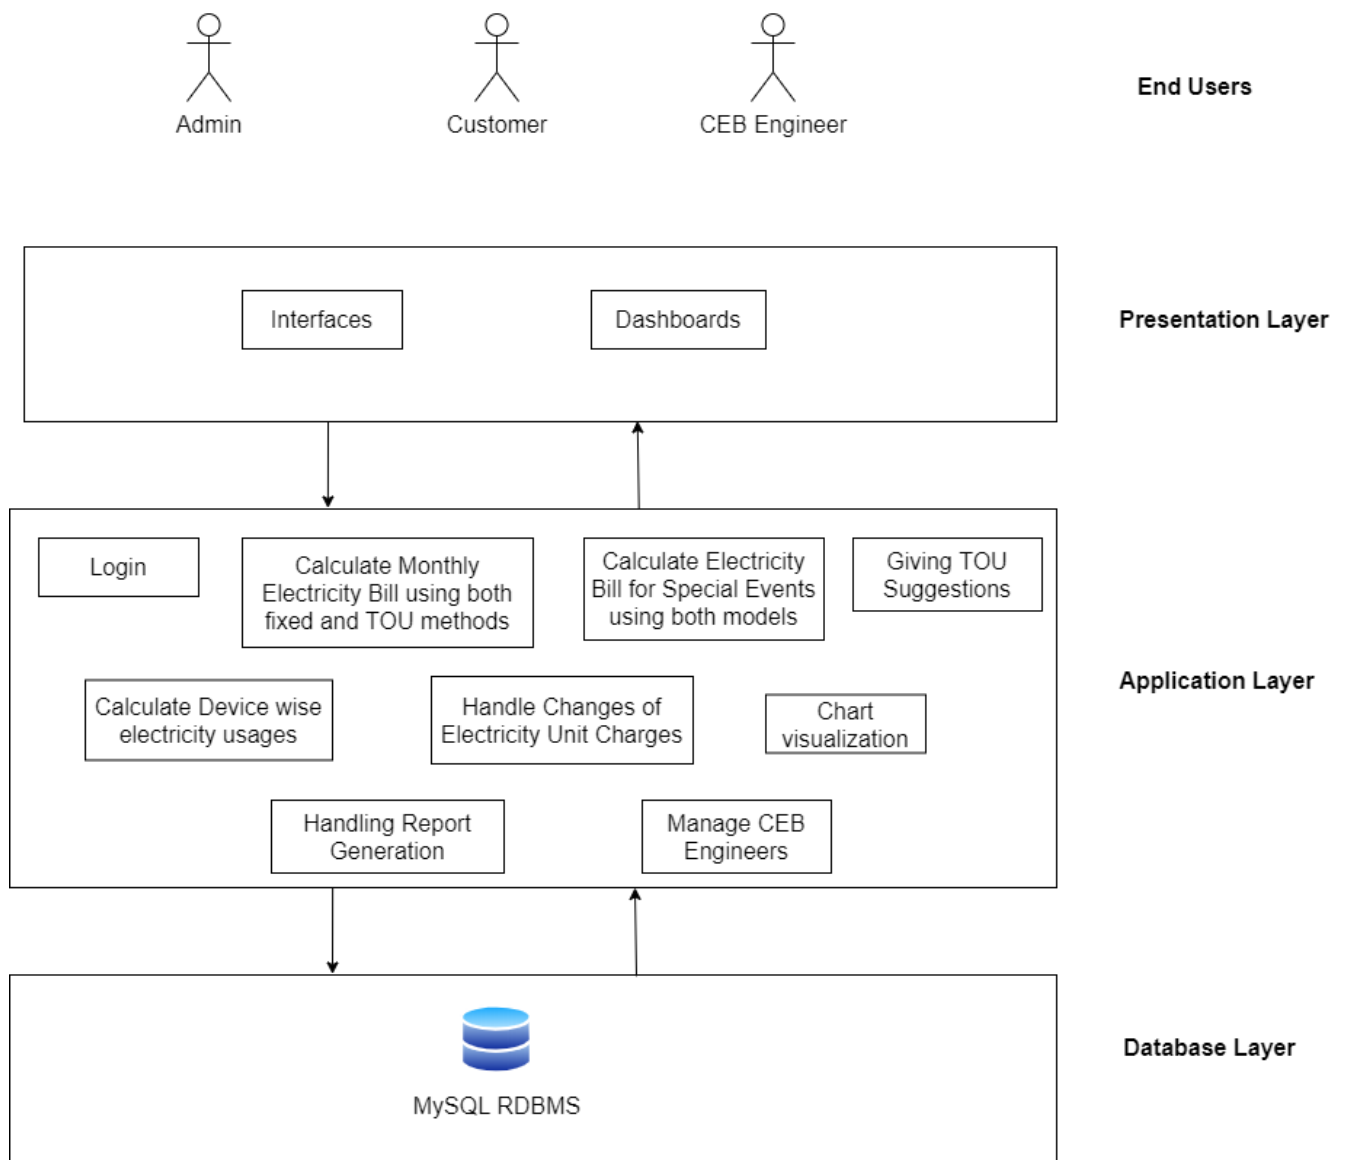 Admin
Customer
CEB Engineer
End Users
Interfaces
Dashboards
Presentation Layer
Login
Calculate Monthly
Electricity Bill using both
fixed and TOU methods
Calculate Electricity
Bill for Special Events
using both models
Giving TOU
Suggestions
Calculate Device wise
electricity usages
Handle Changes of
Electricity Unit Charges
Chart
visualization
Application Layer
Handling Report
Generation
Manage CEB
Engineers
MySQL RDBMS
Database Layer